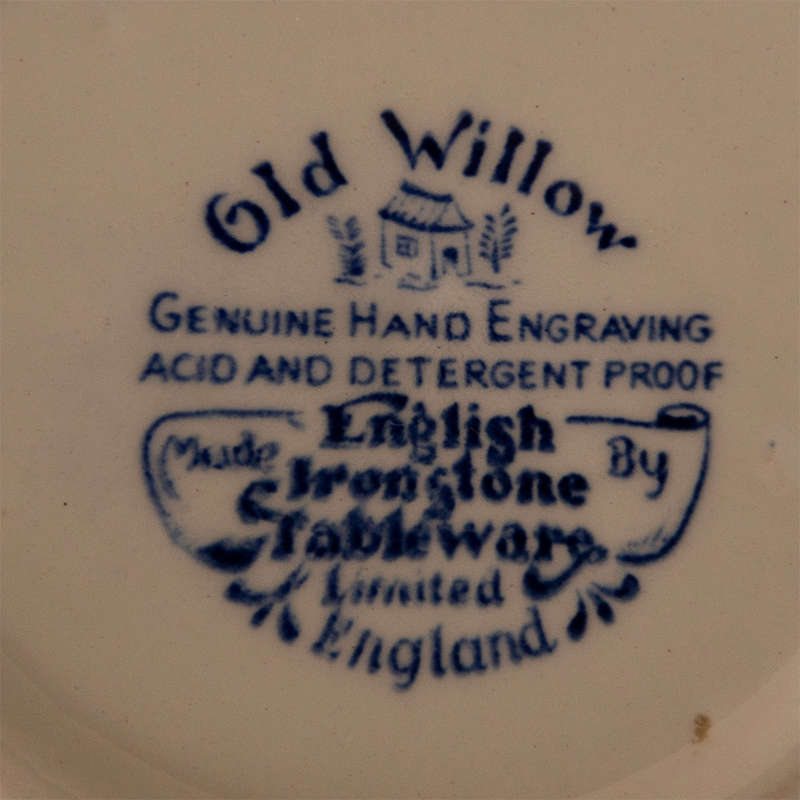 Old Willow
GENUINE HAND ENGRAVING
ACID AND DETERGENT PROOF
Made English By
Ironstone
Tableware
Limited
England